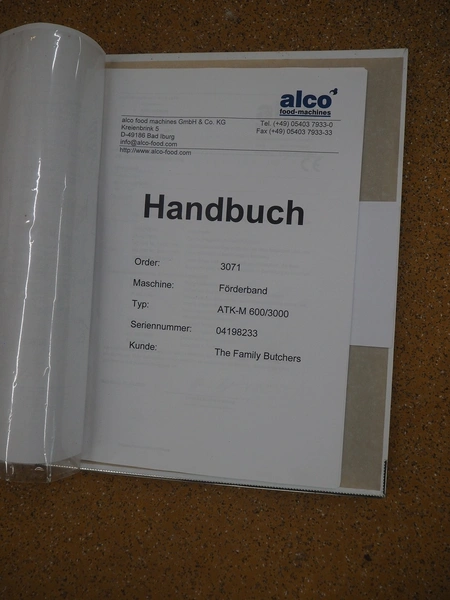 alco
food-machines
alco food machines GmbH & Co. KG
Kreienbrink 5
D-49186 Bad Iburg
info@alco-food.com
http://www.alco-food.com
Tel. (+49) 05403 7933-0
Fax (+49) 05403 7933-33
Handbuch
Order: 3071
Maschine: Förderband
Typ: ATK-M 600/3000
Seriennummer: 04198233
Kunde: The Family Butchers